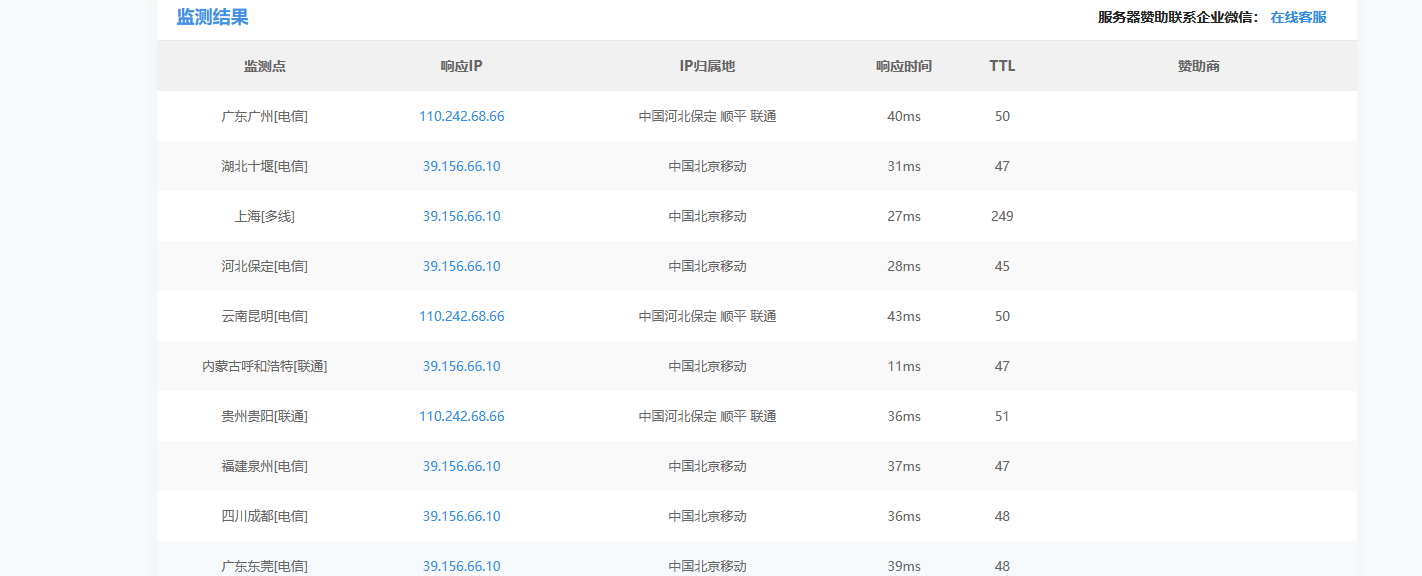 监测结果 服务器赞助联系企业微信： 在线客服
监测点 响应IP IP归属地 响应时间 TTL 赞助商
广东广州[电信] 110.242.68.66 中国河北保定 顺平 联通 40ms 50
湖北十堰[电信] 39.156.66.10 中国北京移动 31ms 47
上海[多线] 39.156.66.10 中国北京移动 27ms 249
河北保定[电信] 39.156.66.10 中国北京移动 28ms 45
云南昆明[电信] 110.242.68.66 中国河北保定 顺平 联通 43ms 50
内蒙古呼和浩特[联通] 39.156.66.10 中国北京移动 11ms 47
贵州贵阳[联通] 110.242.68.66 中国河北保定 顺平 联通 36ms 51
福建泉州[电信] 39.156.66.10 中国北京移动 37ms 47
四川成都[电信] 39.156.66.10 中国北京移动 36ms 48
广东东莞[电信] 39.156.66.10 中国北京移动 39ms 48